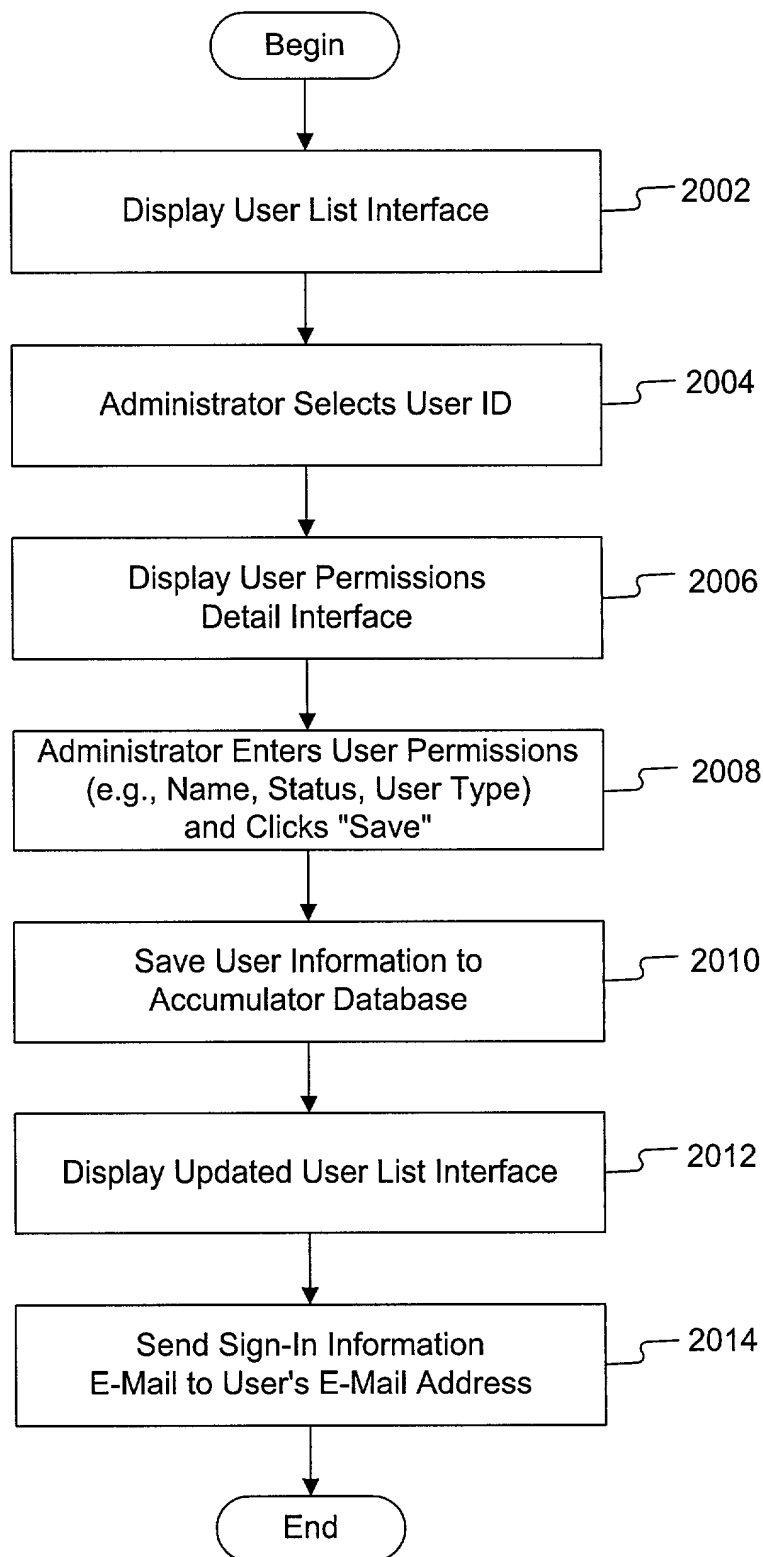 Begin
Display User List Interface
2002
Administrator Selects User ID
2004
Display User Permissions
Detail Interface
2006
Administrator Enters User Permissions
(e.g., Name, Status, User Type)
and Clicks "Save"
2008
Save User Information to
Accumulator Database
2010
Display Updated User List Interface
2012
Send Sign-In Information
E-Mail to User's E-Mail Address
2014
End